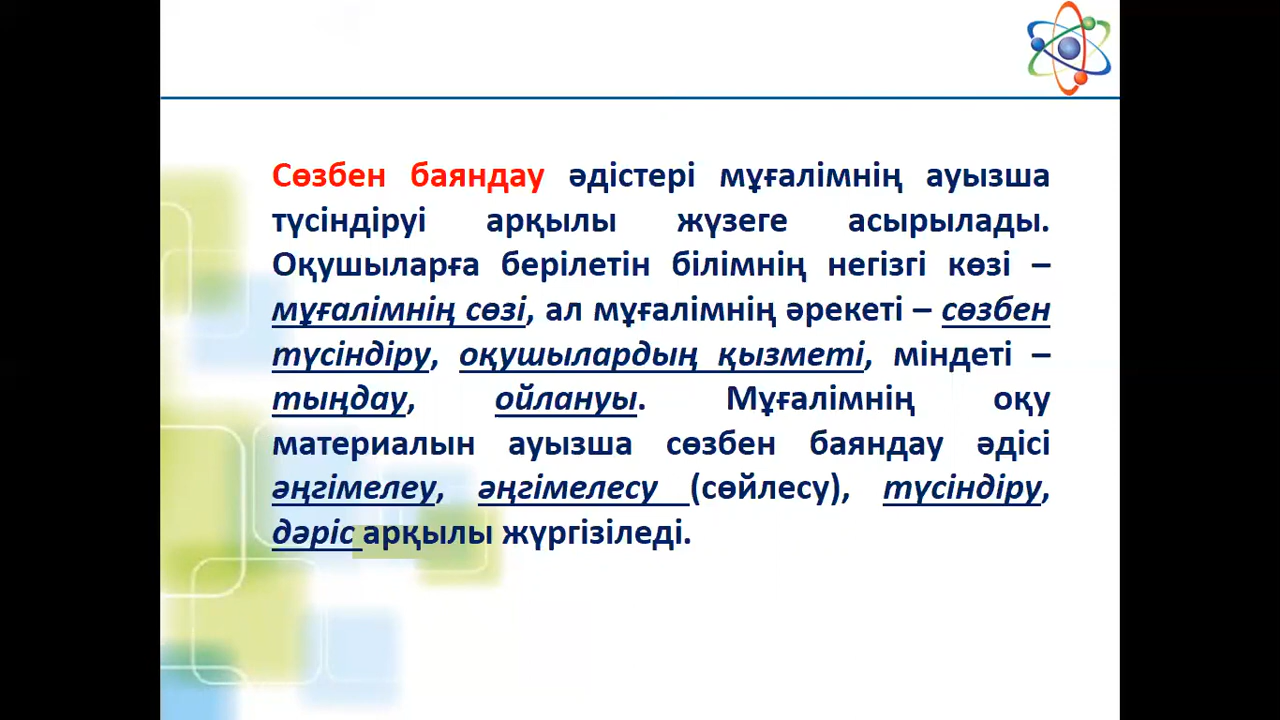 Сөзбен баяндау әдістері мұғалімнің ауызша
түсіндіруі арқылы жүзеге асырылады.
Оқушыларға берілетін білімнің негізгі көзі –
мұғалімнің сөзі, ал мұғалімнің әрекеті – сөзбен
түсіндіру, оқушылардың қызметі, міндеті –
тыңдау, ойлануы. Мұғалімнің оқу
материалын ауызша сөзбен баяндау әдісі
әңгімелеу, әңгімелесу (сөйлесу), түсіндіру,
дәріс арқылы жүргізіледі.